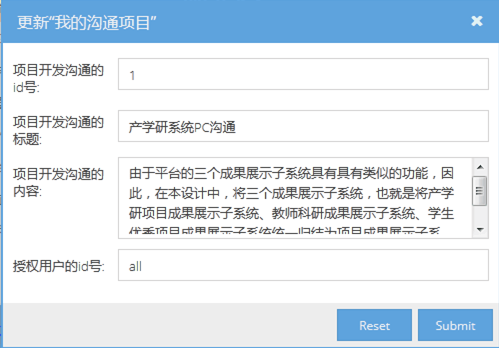 更新“我的沟通项目”
项目开发沟通的
id号:
1
项目开发沟通的
标题:
产学研系统PC沟通
项目开发沟通的
内容:
由于平台的三个成果展示子系统具有具有类似的功能，因
此，在本设计中，将三个成果展示子系统，也就是将产学
研项目成果展示子系统、教师科研成果展示子系统、学生
优秀项目成果展示子系统统一归结为项目成果展示子系
授权用户的id号:
all
Reset
Submit